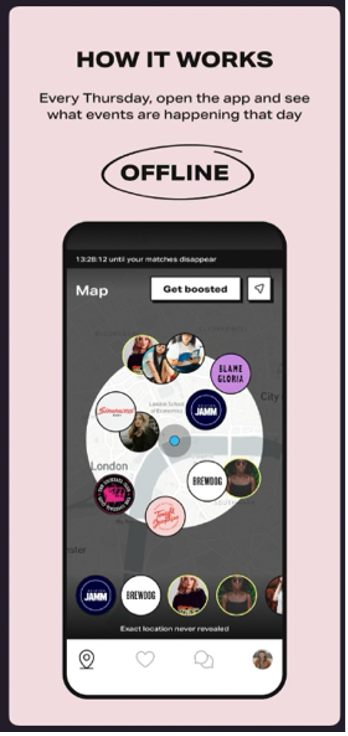 HOW IT WORKS
Every Thursday, open the app and see
what events are happening that day
OFFLINE
13:28:12 until your matches disappear
Map
Get boosted
BLAME
GLORIA
City
London School
of Economics
JAMM
Simmons
London
BREWDOG
JAMM
BREWDOG
Exact location never revealed